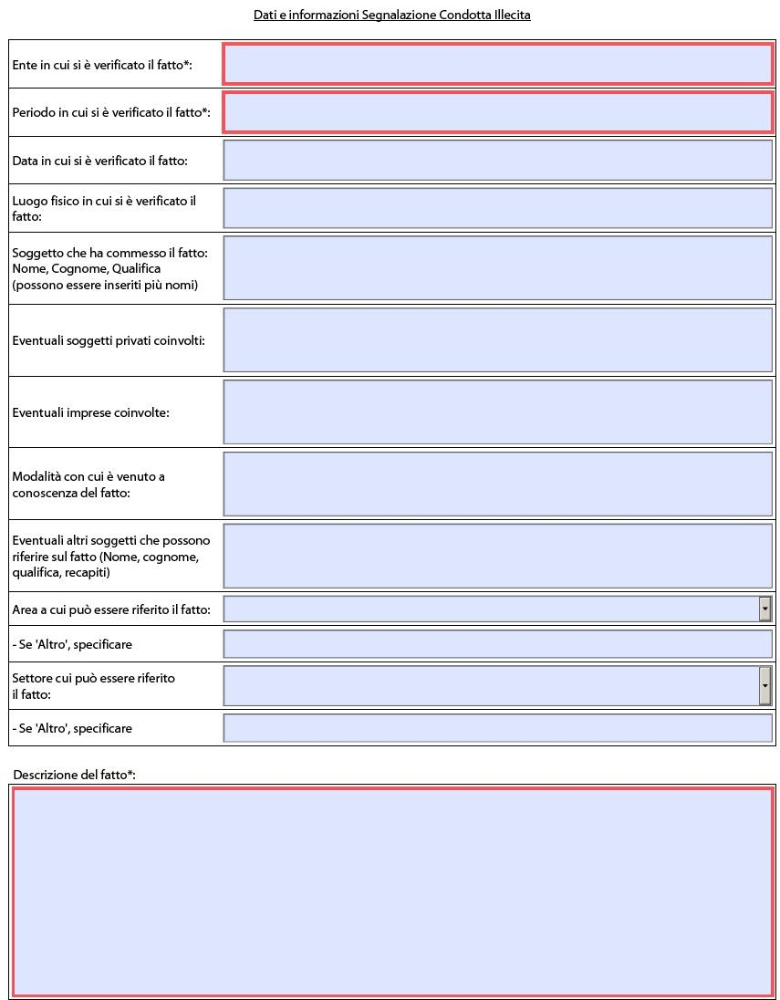 Dati e informazioni Segnalazione Condotta Illecita
Ente in cui si è verificato il fatto*:
Periodo in cui si è verificato il fatto*:
Data in cui si è verificato il fatto:
Luogo fisico in cui si è verificato il
fatto:
Soggetto che ha commesso il fatto:
Nome, Cognome, Qualifica
(possono essere inseriti più nomi)
Eventuali soggetti privati coinvolti:
Eventuali imprese coinvolte:
Modalità con cui è venuto a
conoscenza del fatto:
Eventuali altri soggetti che possono
riferire sul fatto (Nome, cognome,
qualifica, recapiti)
Area a cui può essere riferito il fatto:
- Se 'Altro', specificare
Settore cui può essere riferito
il fatto:
- Se 'Altro', specificare
Descrizione del fatto*: